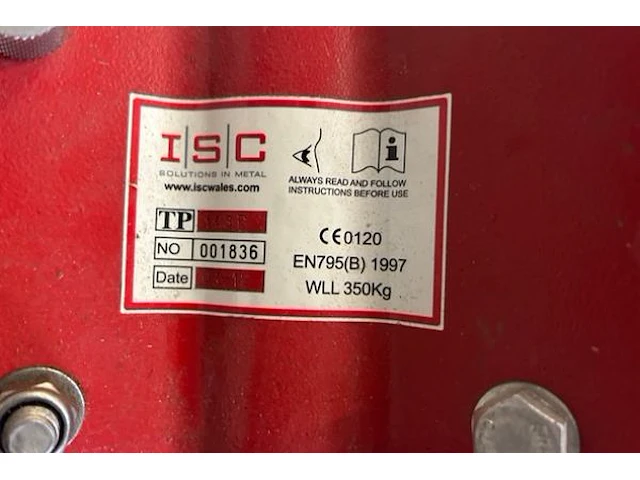 I|S|C
SOLUTIONS IN METAL
www.iscwales.com
ALWAYS READ AND FOLLOW
INSTRUCTIONS BEFORE USE
TP
NO 001836
Date
CE0120
EN795(B) 1997
WLL 350Kg